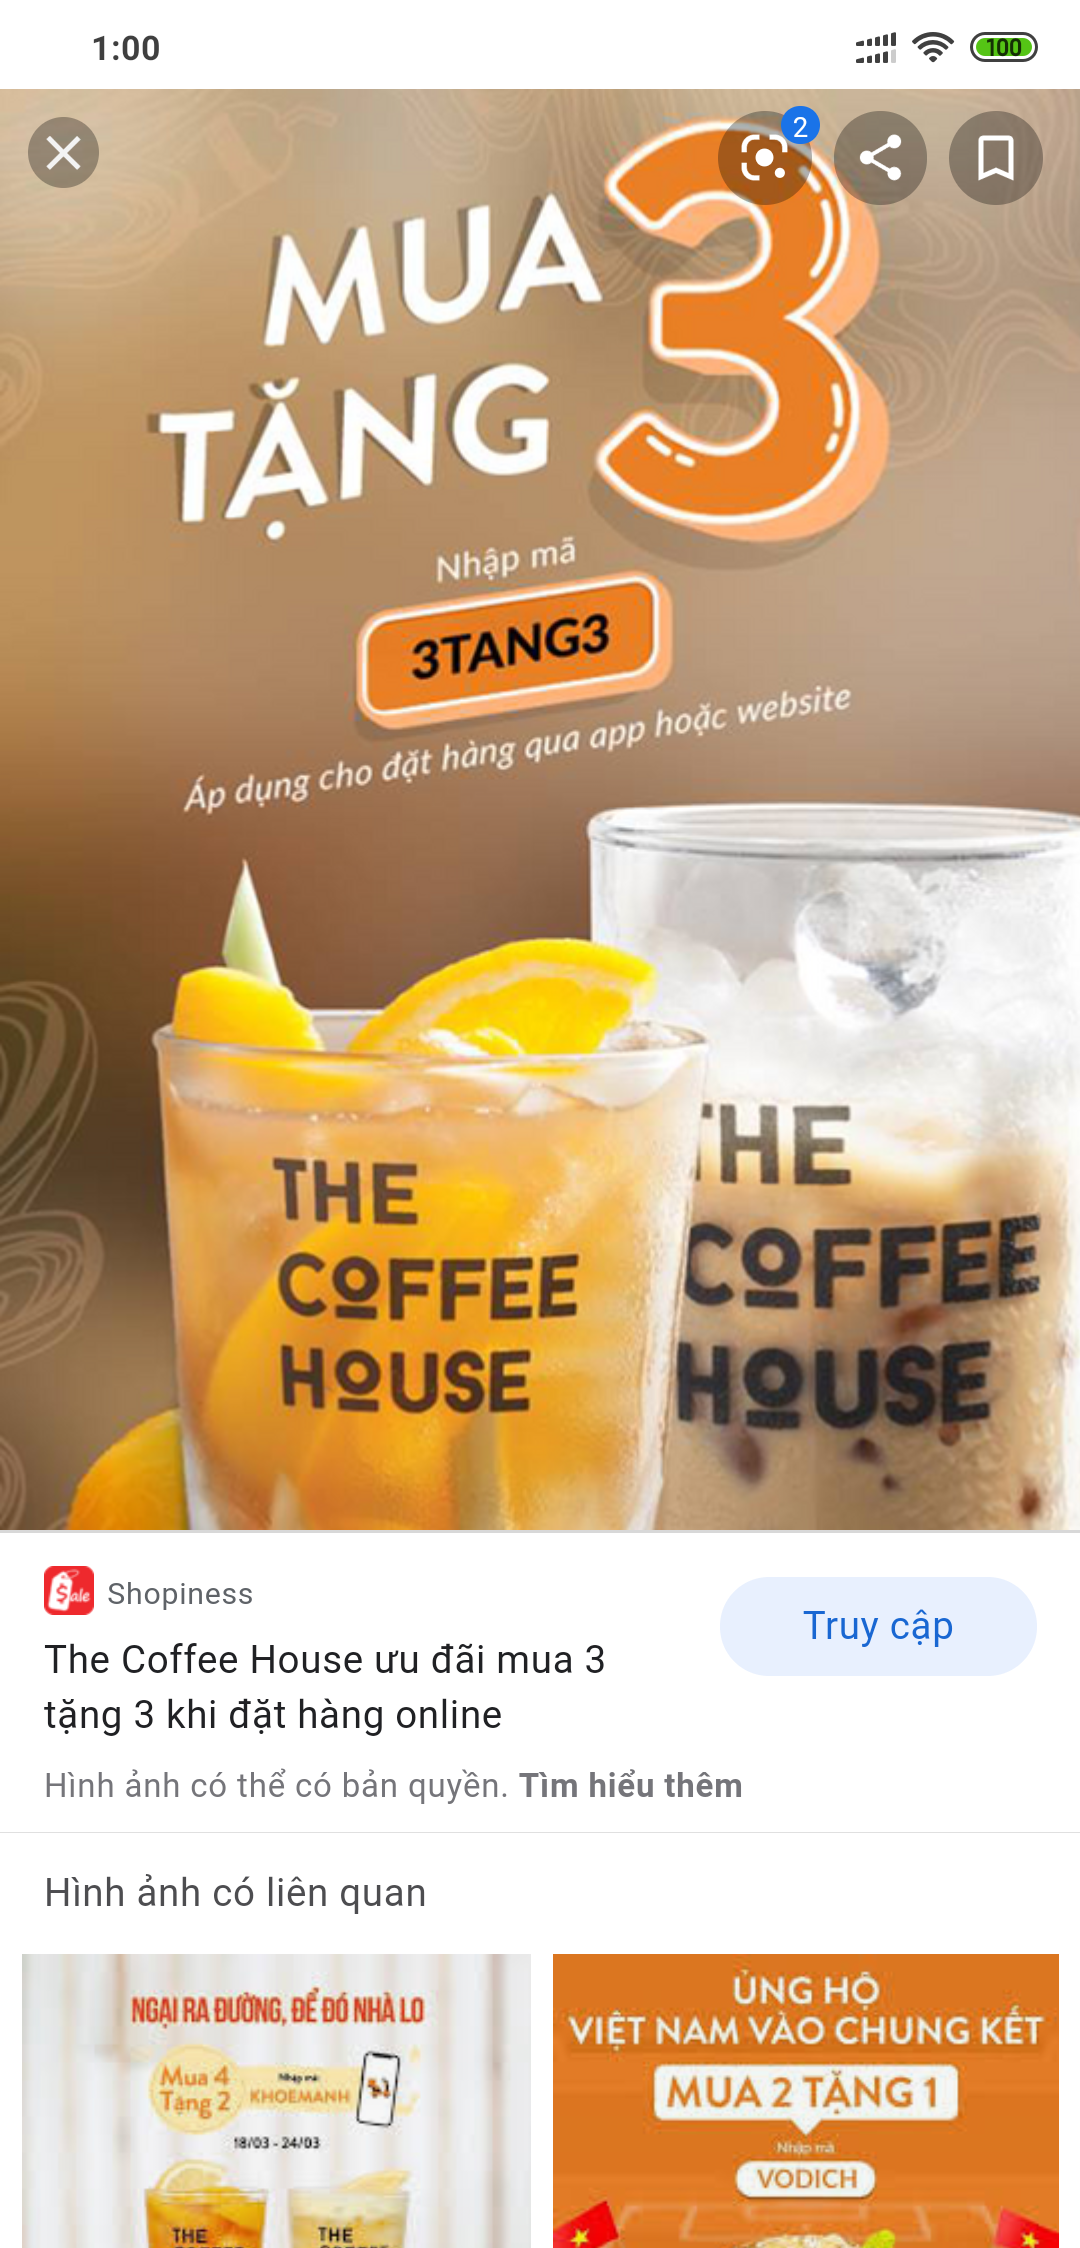 1:00
100
2
MUA 3
TẶNG 3
Nhập mã
3TANG3
Áp dụng cho đặt hàng qua app hoặc website
THE
COFFEE
HOUSE
THE
COFFEE
HOUSE
Sale
Shopiness
Truy cập
The Coffee House ưu đãi mua 3
tặng 3 khi đặt hàng online
Hình ảnh có thể có bản quyền. Tìm hiểu thêm
Hình ảnh có liên quan
NGẠI RA ĐƯỜNG, ĐỂ ĐÓ NHÀ LO
Mua 4
Tặng 2
Nhập mã
KHOEMANH
18/03 - 24/03
THE
THE
ỦNG HỘ
VIỆT NAM VÀO CHUNG KẾT
MUA 2 TẶNG 1
Nhập mã
VODICH